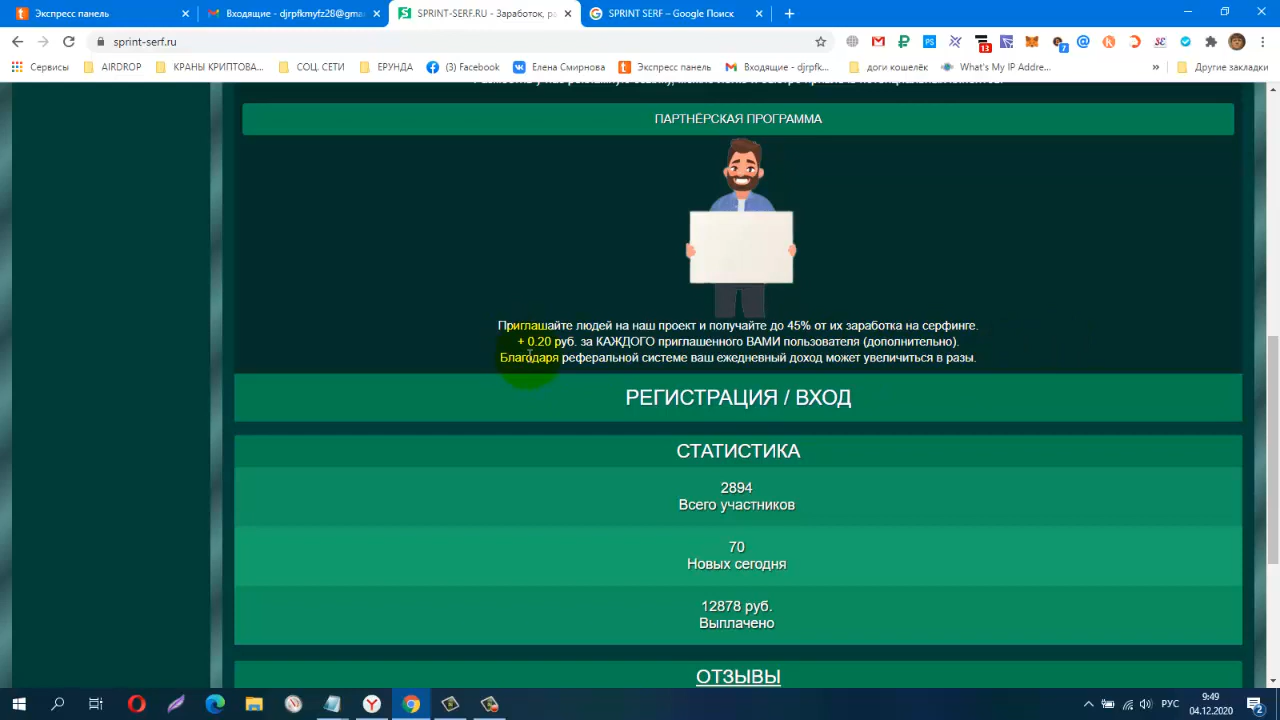 Экспресс панель
Входящие - djrpfkmyfz28@gma
SPRINT-SERF.RU - Заработок, ра
SPRINT SERF – Google Поиск
sprint-serf.ru
13
7
Сервисы
AIRDROP
КРАНЫ КРИПТОВА...
СОЦ. СЕТИ
ЕРУНДА
(3) Facebook
Елена Смирнова
Экспресс панель
Входящие - djrpfk...
доги кошелёк
What's My IP Addre...
»
Другие закладки
ПАРТНЁРСКАЯ ПРОГРАММА
Приглашайте людей на наш проект и получайте до 45% от их заработка на серфинге.
+ 0.20 руб. за КАЖДОГО приглашенного ВАМИ пользователя (дополнительно).
Благодаря реферальной системе ваш ежедневный доход может увеличиться в разы.
РЕГИСТРАЦИЯ / ВХОД
СТАТИСТИКА
2894
Всего участников
70
Новых сегодня
12878 руб.
Выплачено
ОТЗЫВЫ
РУС
9:49
04.12.2020
2